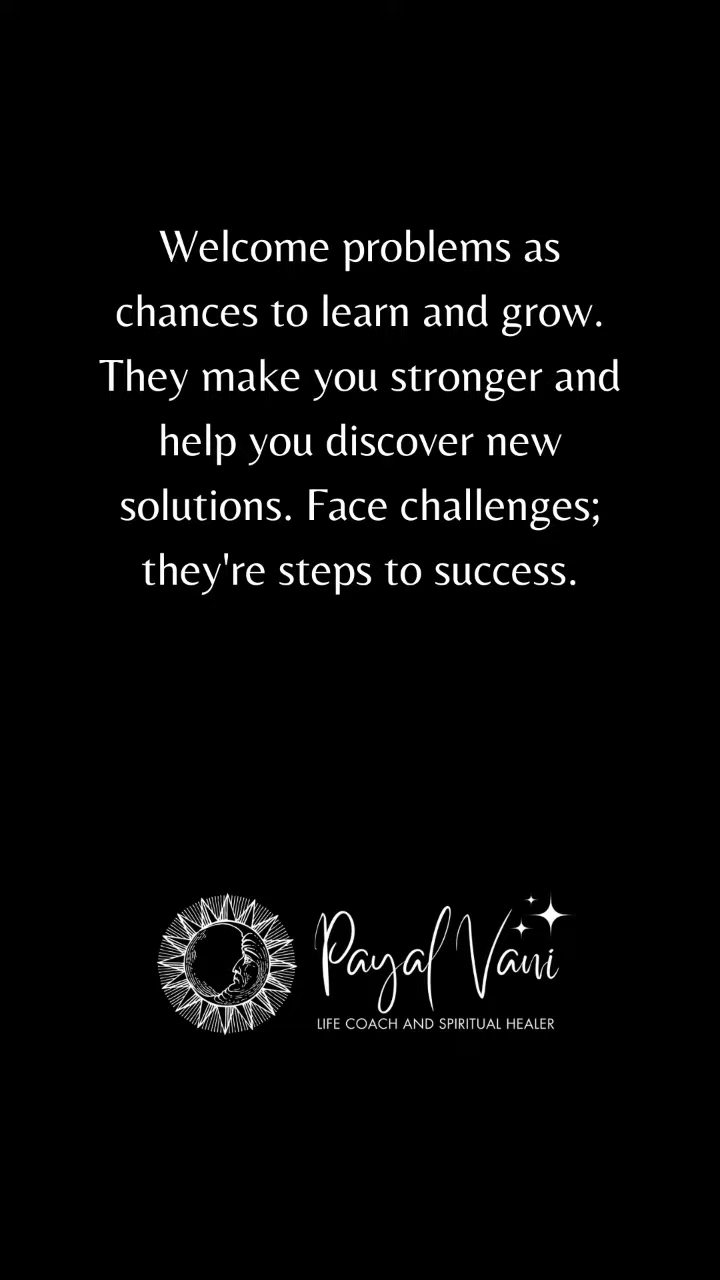 Welcome problems as
chances to learn and grow.
They make you stronger and
help you discover new
solutions. Face challenges;
they're steps to success.
Payal Vani
LIFE COACH AND SPIRITUAL HEALER